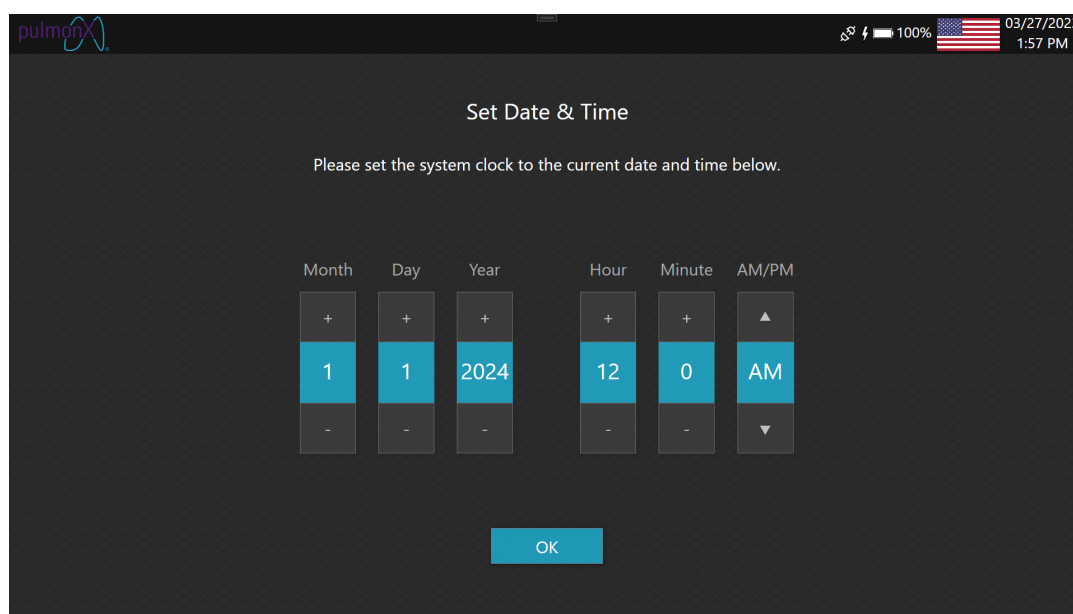 pulmonX
100%
03/27/202
1:57 PM
Set Date & Time
Please set the system clock to the current date and time below.
Month Day Year Hour Minute AM/PM
+ + + + + ▲
1 1 2024 12 0 AM
- - - - - ▼
OK